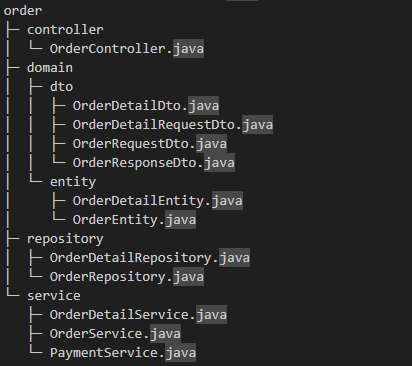 order
├─ controller
│  └─ OrderController.java
├─ domain
│  ├─ dto
│  │  ├─ OrderDetailDto.java
│  │  ├─ OrderDetailRequestDto.java
│  │  ├─ OrderRequestDto.java
│  │  └─ OrderResponseDto.java
│  └─ entity
│     ├─ OrderDetailEntity.java
│     └─ OrderEntity.java
├─ repository
│  ├─ OrderDetailRepository.java
│  └─ OrderRepository.java
└─ service
   ├─ OrderDetailService.java
   ├─ OrderService.java
   └─ PaymentService.java